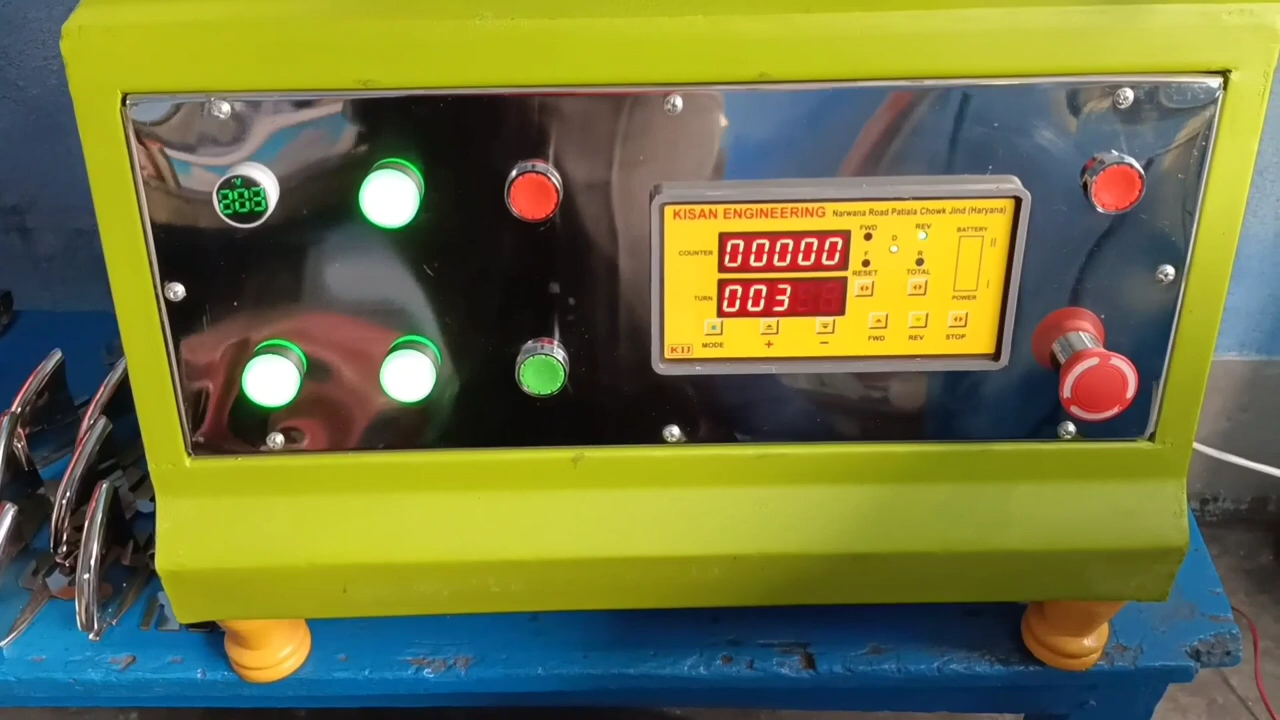 V
209
KISAN ENGINEERING Narwana Road Patiala Chowk Jind (Haryana)
COUNTER 00000
FWD D REV
F R
RESET TOTAL
BATTERY
POWER
TURN 003
MODE + - FWD REV STOP
KIJ